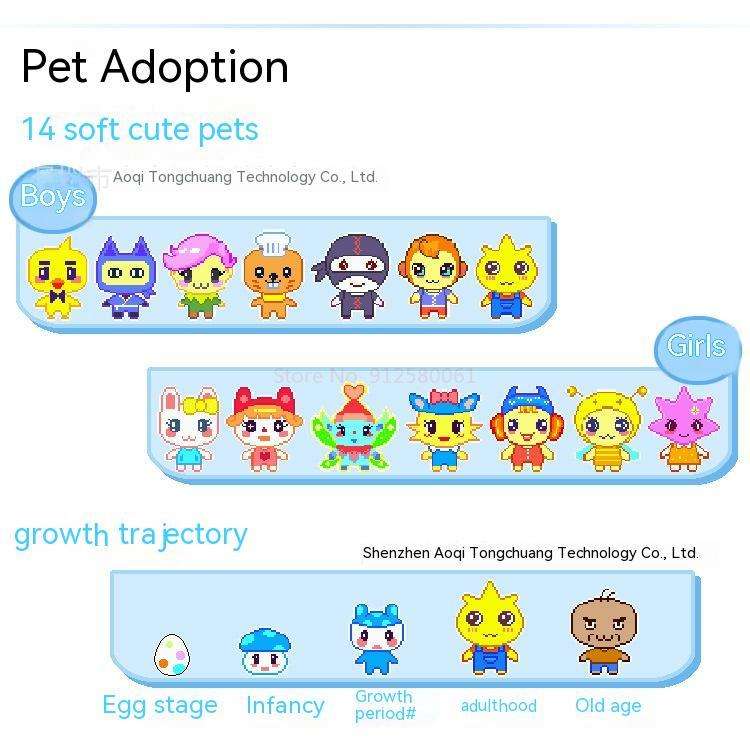 Pet Adoption
14 soft cute pets
Aoqi Tongchuang Technology Co., Ltd.
Boys
Girls
Store No. 912580061
growth trajectory
Shenzhen Aoqi Tongchuang Technology Co., Ltd.
Egg stage
Infancy
Growth
period#
adulthood
Old age